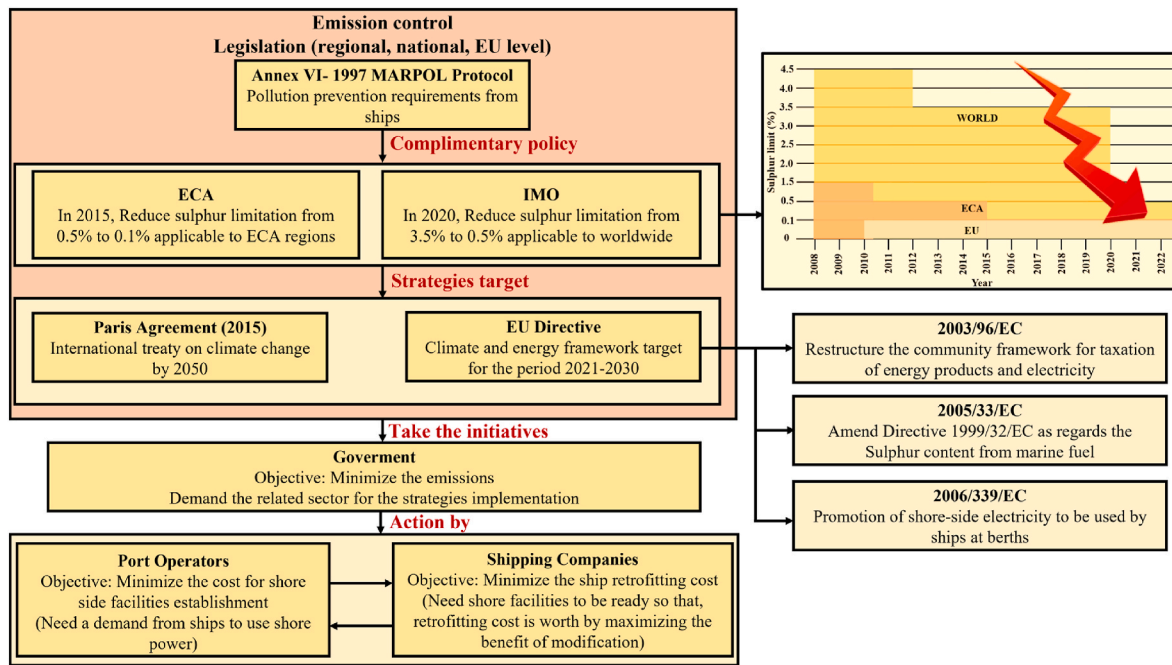 Emission control
Legislation (regional, national, EU level)
Annex VI- 1997 MARPOL Protocol
Pollution prevention requirements from
ships
Complimentary policy
ECA
In 2015, Reduce sulphur limitation from
0.5% to 0.1% applicable to ECA regions
IMO
In 2020, Reduce sulphur limitation from
3.5% to 0.5% applicable to worldwide
Strategies target
Paris Agreement (2015)
International treaty on climate change
by 2050
EU Directive
Climate and energy framework target
for the period 2021-2030
Take the initiatives
Goverment
Objective: Minimize the emissions
Demand the related sector for the strategies implementation
Action by
Port Operators
Objective: Minimize the cost for shore
side facilities establishment
(Need a demand from ships to use shore
power)
Shipping Companies
Objective: Minimize the ship retrofitting cost
(Need shore facilities to be ready so that,
retrofitting cost is worth by maximizing the
benefit of modification)
Sulphur limit (%)
4.5
4.0
3.5
3.0
2.5
2.0
1.5
0.5
0.1
0
WORLD
ECA
EU
2008
2009
2010
2011
2012
2013
2014
2015
2016
2017
2018
2019
2020
2021
2022
Year
2003/96/EC
Restructure the community framework for taxation
of energy products and electricity
2005/33/EC
Amend Directive 1999/32/EC as regards the
Sulphur content from marine fuel
2006/339/EC
Promotion of shore-side electricity to be used by
ships at berths